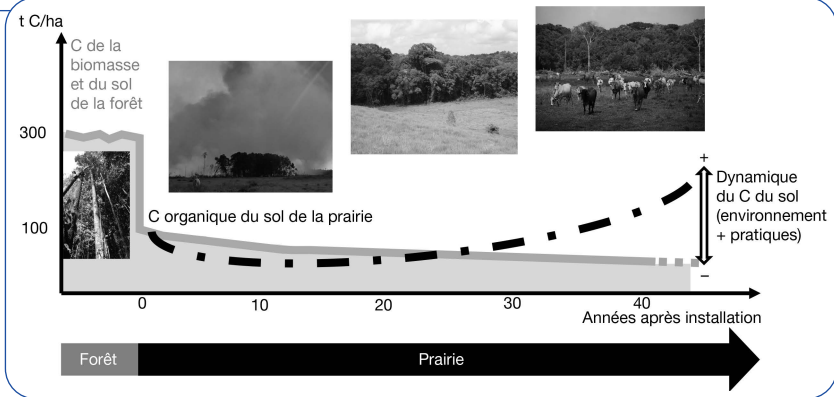 t C/ha
C de la
biomasse
et du sol
de la forêt
300
100
C organique du sol de la prairie
+
Dynamique
du C du sol
(environnement
+ pratiques)
–
0 10 20 30 40
Années après installation
Forêt Prairie